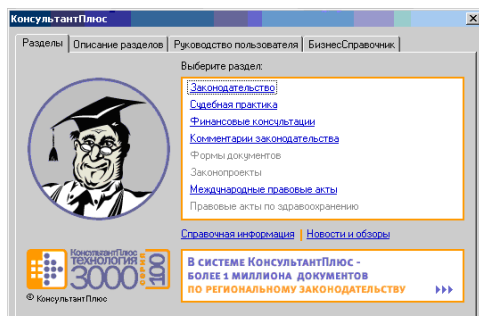 КонсультантПлюс
Разделы
Описание разделов
Руководство пользователя
БизнесСправочник
Выберите раздел:
Законодательство
Судебная практика
Финансовые консультации
Комментарии законодательства
Формы документов
Законопроекты
Международные правовые акты
Правовые акты по здравоохранению
Справочная информация | Новости и обзоры
КонсультантПлюс
ТЕХНОЛОГИЯ
3000
СЕРИЯ 100
© КонсультантПлюс
В СИСТЕМЕ КОНСУЛЬТАНТПЛЮС -
БОЛЕЕ 1 МИЛЛИОНА ДОКУМЕНТОВ
ПО РЕГИОНАЛЬНОМУ ЗАКОНОДАТЕЛЬСТВУ